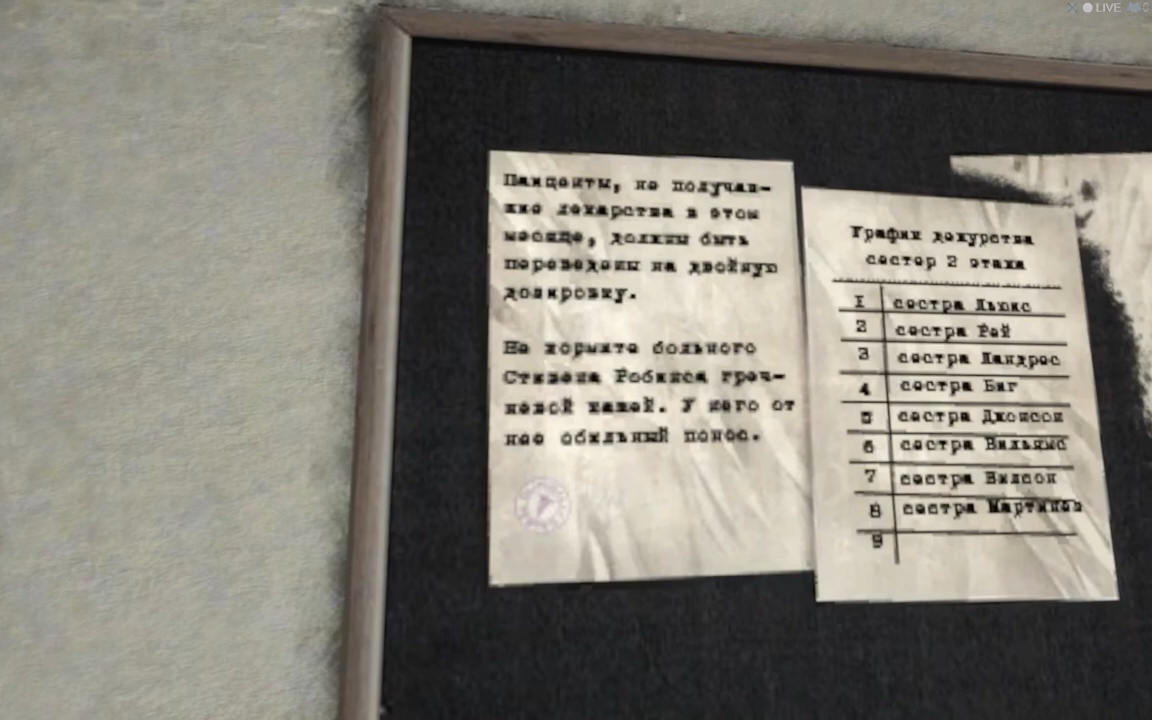 LIVE
Пациенты, не получав-
шие лекарства в этом
месяце, должны быть
переведены на двойную
дозировку.
Не кормите больного
Стивена Робинса греч-
невой кашей. У него от
нее обильный понос.
График дежурства
сестер 2 этажа
1 сестра Льюис
2 сестра Рей
3 сестра Ландрос
4 сестра Биг
5 сестра Джонсон
6 сестра Вильямс
7 сестра Вилсон
8 сестра Мартинез
9